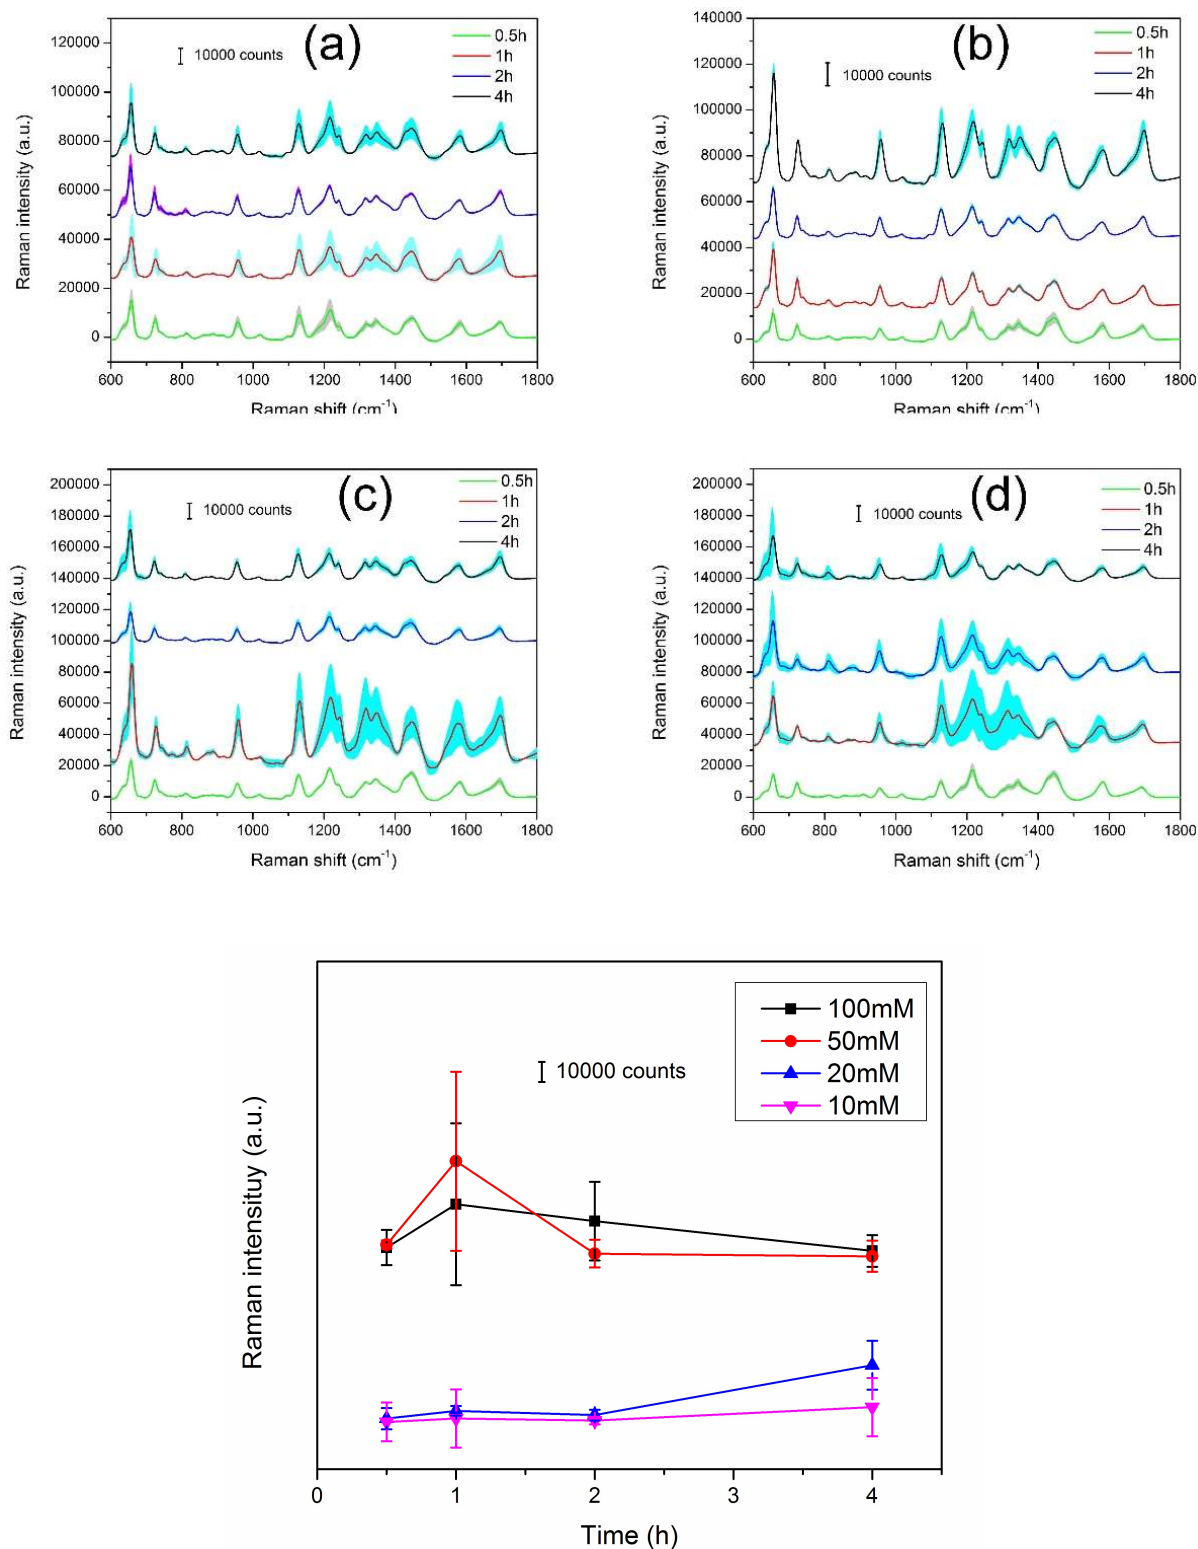 (a)
10000 counts
0.5h
1h
2h
4h
120000
100000
80000
60000
40000
20000
0
Raman intensity (a.u.)
600 800 1000 1200 1400 1600 1800
Raman shift (cm-1)
(b)
10000 counts
0.5h
1h
2h
4h
140000
120000
100000
80000
60000
40000
20000
0
Raman intensity (a.u.)
600 800 1000 1200 1400 1600 1800
Raman shift (cm-1)
(c)
10000 counts
0.5h
1h
2h
4h
200000
180000
160000
140000
120000
100000
80000
60000
40000
20000
0
Raman intensity (a.u.)
600 800 1000 1200 1400 1600 1800
Raman shift (cm-1)
(d)
10000 counts
0.5h
1h
2h
4h
200000
180000
160000
140000
120000
100000
80000
60000
40000
20000
0
Raman intensity (a.u.)
600 800 1000 1200 1400 1600 1800
Raman shift (cm-1)
100mM
50mM
20mM
10mM
10000 counts
Raman intensituy (a.u.)
0 1 2 3 4
Time (h)